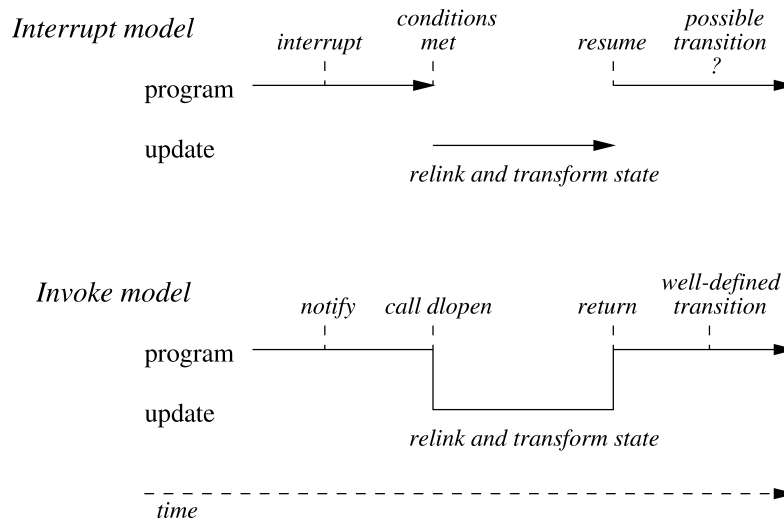 Interrupt model
interrupt
conditions
met
resume
possible
transition
?
program
update
relink and transform state
Invoke model
notify
call dlopen
return
well-defined
transition
program
update
relink and transform state
time